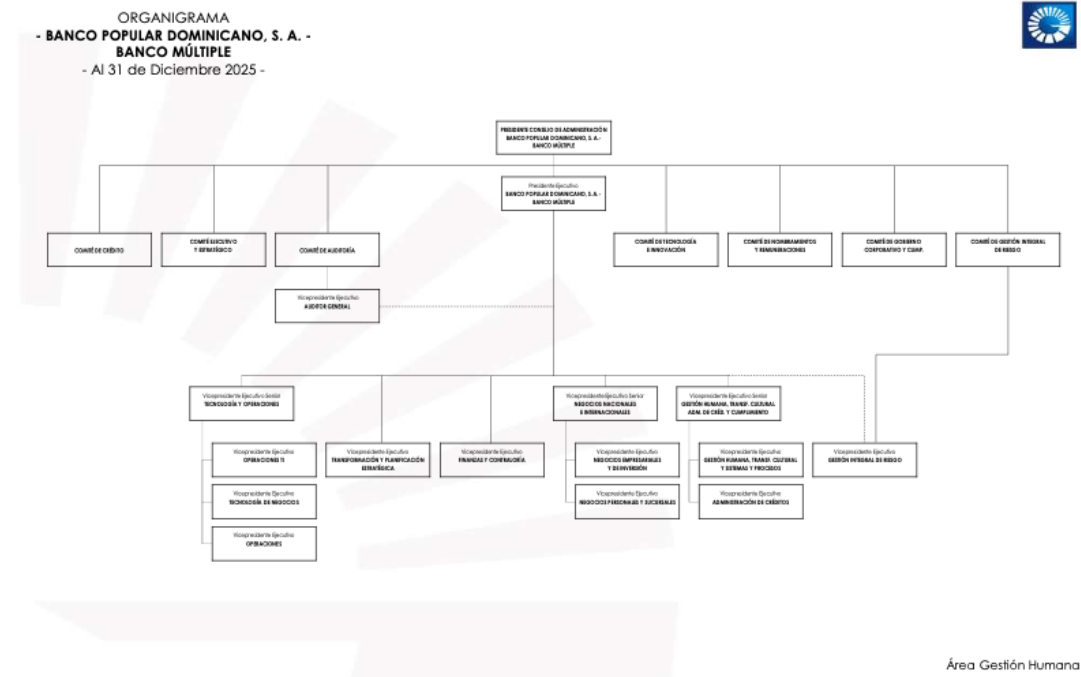 ORGANIGRAMA
- BANCO POPULAR DOMINICANO, S. A. -
BANCO MÚLTIPLE
- Al 31 de Diciembre 2025 -
PRESIDENTE CONSEJO DE ADMINISTRACIÓN
BANCO POPULAR DOMINICANO, S. A.-
BANCO MÚLTIPLE
Presidente Ejecutivo
BANCO POPULAR DOMINICANO, S. A. -
BANCO MÚLTIPLE
COMITÉ DE CRÉDITO
COMITÉ EJECUTIVO
Y ESTRATÉGICO
COMITÉ DE AUDITORÍA
COMITÉ DE TECNOLOGÍA
E INNOVACIÓN
COMITÉ DE NOMBRAMIENTOS
Y REMUNERACIONES
COMITÉ DE GOBIERNO
CORPORATIVO Y CUMP.
COMITÉ DE GESTIÓN INTEGRAL
DE RIESGO
Vicepresidente Ejecutivo
AUDITOR GENERAL
Vicepresidente Ejecutivo Senior
TECNOLOGÍA Y OPERACIONES
Vicepresidente Ejecutivo Senior
NEGOCIOS NACIONALES
E INTERNACIONALES
Vicepresidente Ejecutivo Senior
GESTIÓN HUMANA, TRANSF. CULTURAL
ADM. DE CRÉD. Y CUMPLIMIENTO
Vicepresidente Ejecutivo
OPERACIONES TI
Vicepresidente Ejecutivo
TRANSFORMACIÓN Y PLANIFICACIÓN
ESTRATÉGICA
Vicepresidente Ejecutivo
FINANZAS Y CONTRALORÍA
Vicepresidente Ejecutivo
NEGOCIOS EMPRESARIALES
Y DE INVERSIÓN
Vicepresidente Ejecutivo
GESTIÓN HUMANA, TRANSF. CULTURAL
Y SISTEMAS Y PROCESOS
Vicepresidente Ejecutivo
GESTIÓN INTEGRAL DE RIESGO
Vicepresidente Ejecutivo
TECNOLOGÍA DE NEGOCIOS
Vicepresidente Ejecutivo
NEGOCIOS PERSONALES Y SUCURSALES
Vicepresidente Ejecutivo
ADMINISTRACIÓN DE CRÉDITOS
Vicepresidente Ejecutivo
OPERACIONES
Área Gestión Humana